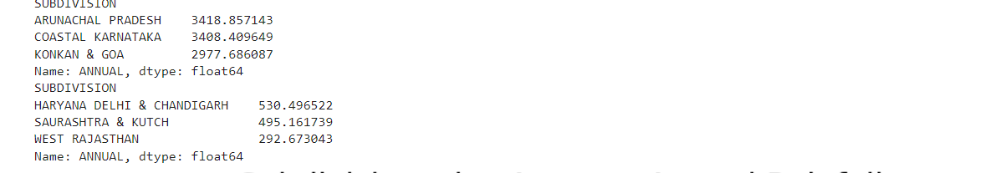 SUBDIVISION
ARUNACHAL PRADESH    3418.857143
COASTAL KARNATAKA    3408.409649
KONKAN & GOA         2977.686087
Name: ANNUAL, dtype: float64
SUBDIVISION
HARYANA DELHI & CHANDIGARH    530.496522
SAURASHTRA & KUTCH            495.161739
WEST RAJASTHAN                292.673043
Name: ANNUAL, dtype: float64